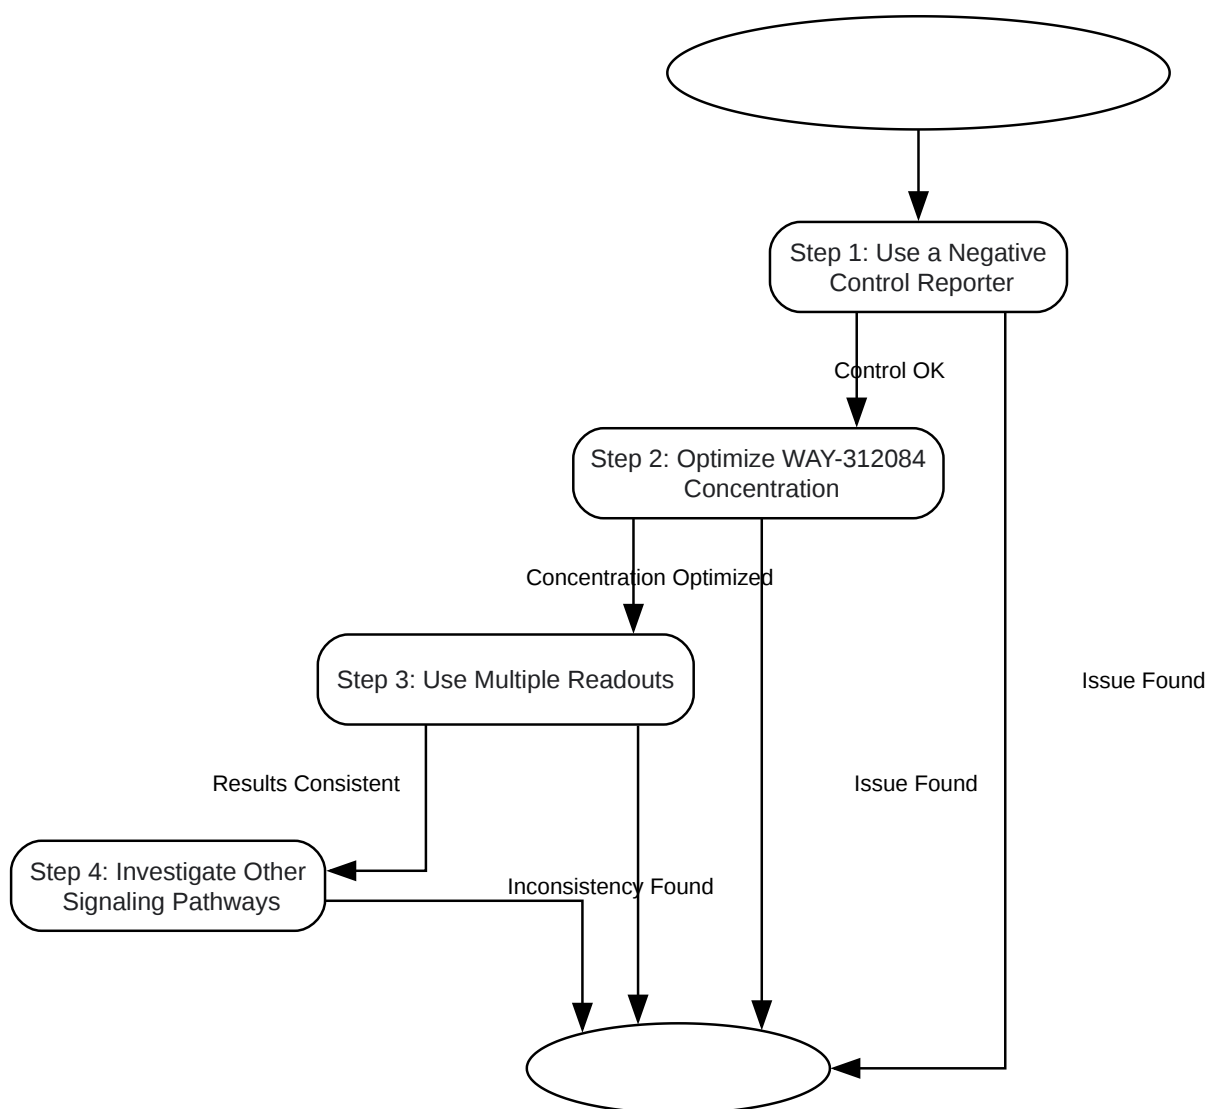 Step 1: Use a Negative
Control Reporter
Control OK
Step 2: Optimize WAY-312084
Concentration
Concentration Optimized
Step 3: Use Multiple Readouts
Issue Found
Results Consistent
Issue Found
Step 4: Investigate Other
Signaling Pathways
Inconsistency Found